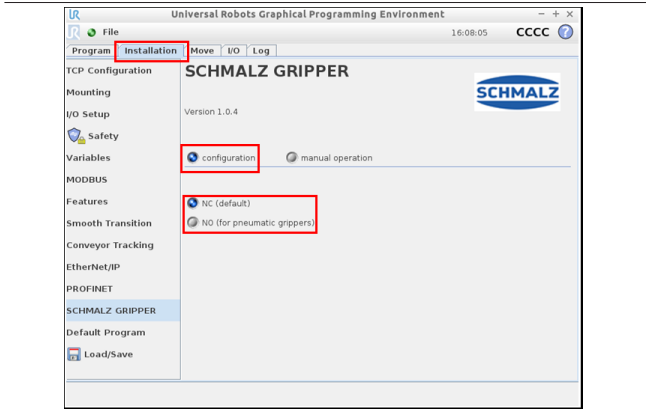 UR
Universal Robots Graphical Programming Environment
File
16:08:05
CCCC
?
Program
Installation
Move
I/O
Log
TCP Configuration
Mounting
I/O Setup
Safety
Variables
MODBUS
Features
Smooth Transition
Conveyor Tracking
EtherNet/IP
PROFINET
SCHMALZ GRIPPER
Default Program
Load/Save
SCHMALZ GRIPPER
SCHMALZ
Version 1.0.4
configuration
manual operation
NC (default)
NO (for pneumatic grippers)